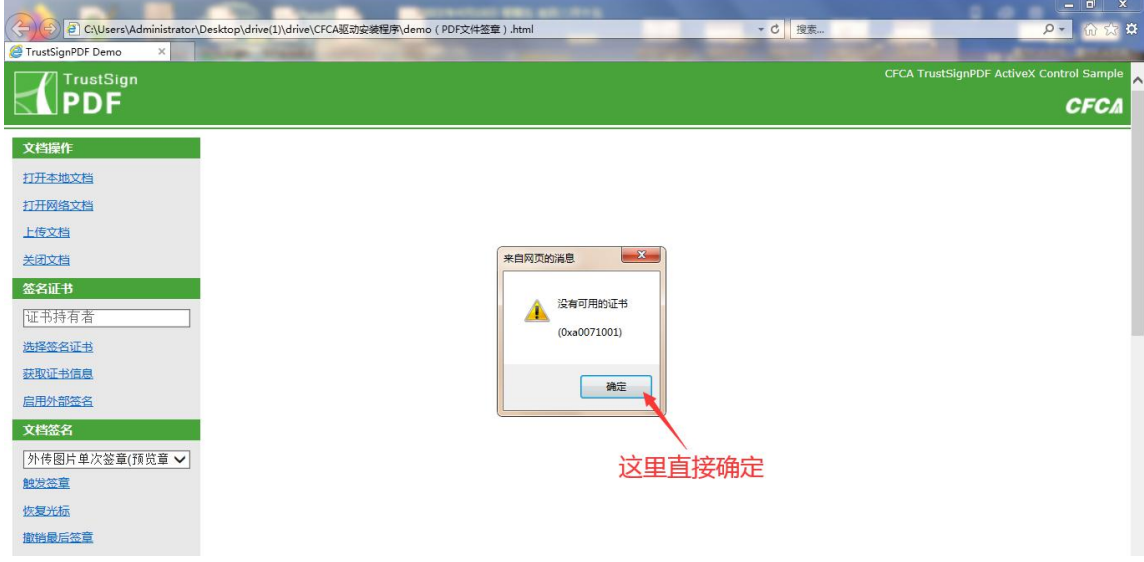 C:\Users\Administrator\Desktop\drive(1)\drive\CFCA驱动安装程序\demo ( PDF文件签章 ) .html
搜索...
TrustSignPDF Demo
TrustSign
PDF
CFCA TrustSignPDF ActiveX Control Sample
CFCA
文档操作
打开本地文档
打开网络文档
上传文档
关闭文档
签名证书
证书持有者
选择签名证书
获取证书信息
启用外部签名
文档签名
外传图片单次签章(预览章
触发签章
恢复光标
撤销最后签章
来自网页的消息
没有可用的证书
(0xa0071001)
确定
这里直接确定